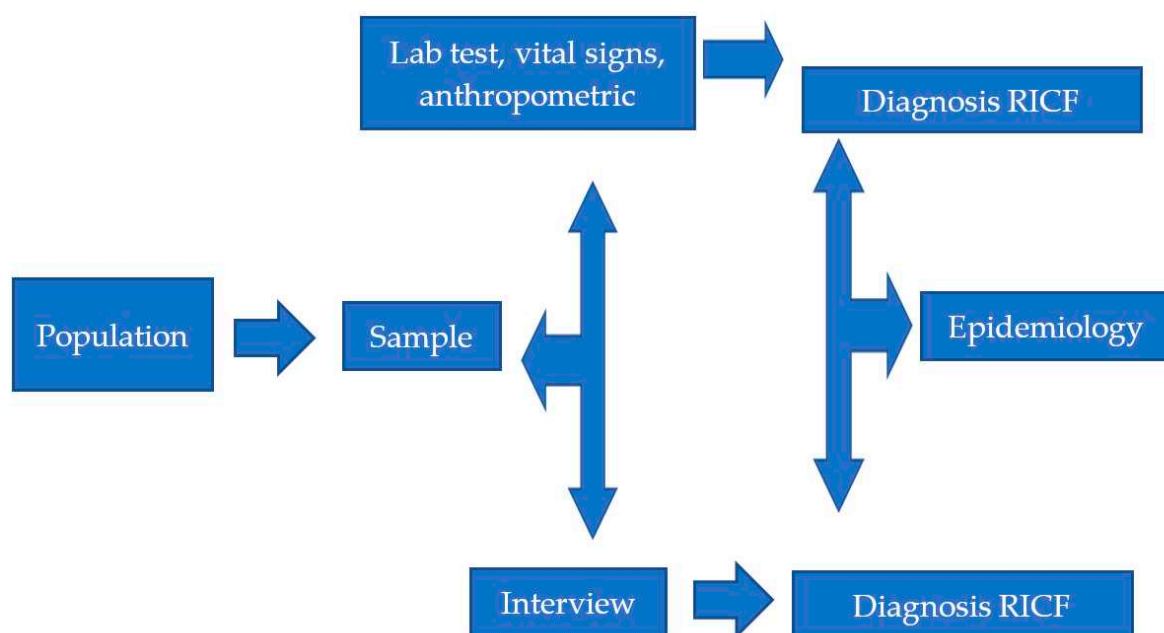 Lab test, vital signs,
anthropometric
Diagnosis RICF
Population
Sample
Epidemiology
Interview
Diagnosis RICF